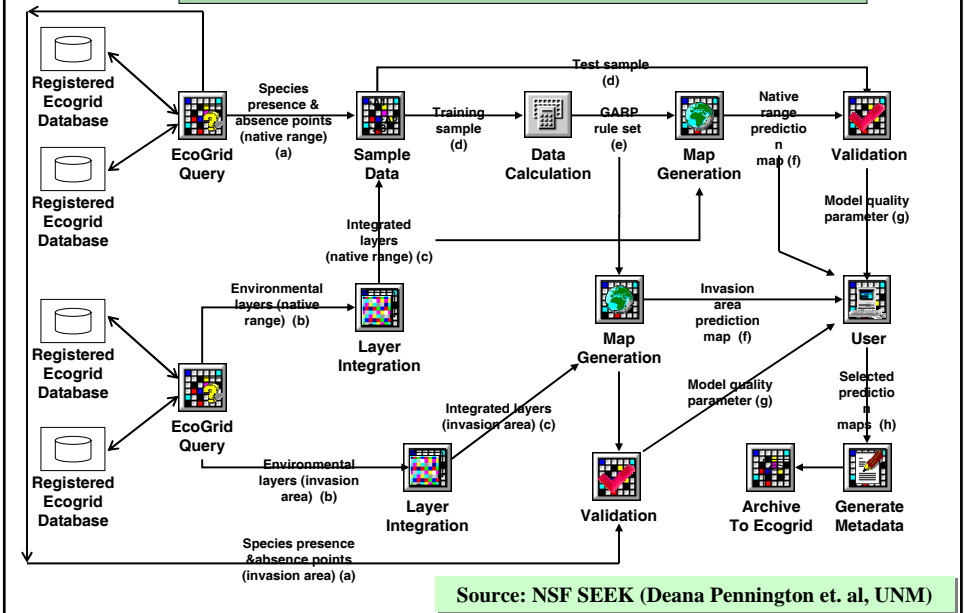 Test sample
(d)
Registered
Ecogrid
Database
Species
presence &
absence points
(native range)
(a)
EcoGrid
Query
Training
sample
(d)
Sample
Data
GARP
rule set
(e)
Data
Calculation
Map
Generation
Native
range
predictio
n
map (f)
Validation
Registered
Ecogrid
Database
Integrated
layers
(native range) (c)
Model quality
parameter (g)
Environmental
layers (native
range) (b)
Layer
Integration
Invasion
area
prediction
map (f)
Map
Generation
User
Registered
Ecogrid
Database
EcoGrid
Query
Integrated layers
(invasion area) (c)
Model quality
parameter (g)
Selected
predictio
n
maps (h)
Registered
Ecogrid
Database
Environmental
layers (invasion
area) (b)
Layer
Integration
Validation
Archive
To Ecogrid
Generate
Metadata
Species presence
&absence points
(invasion area) (a)
Source: NSF SEEK (Deana Pennington et. al, UNM)